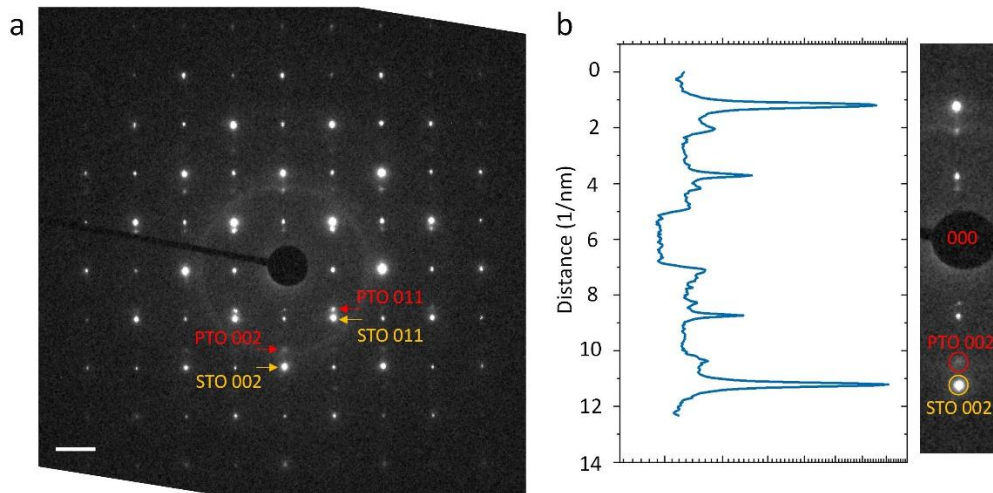 a
PTO 011
STO 011
PTO 002
STO 002
b
0
2
4
6
8
10
12
14
Distance (1/nm)
000
PTO 002
STO 002